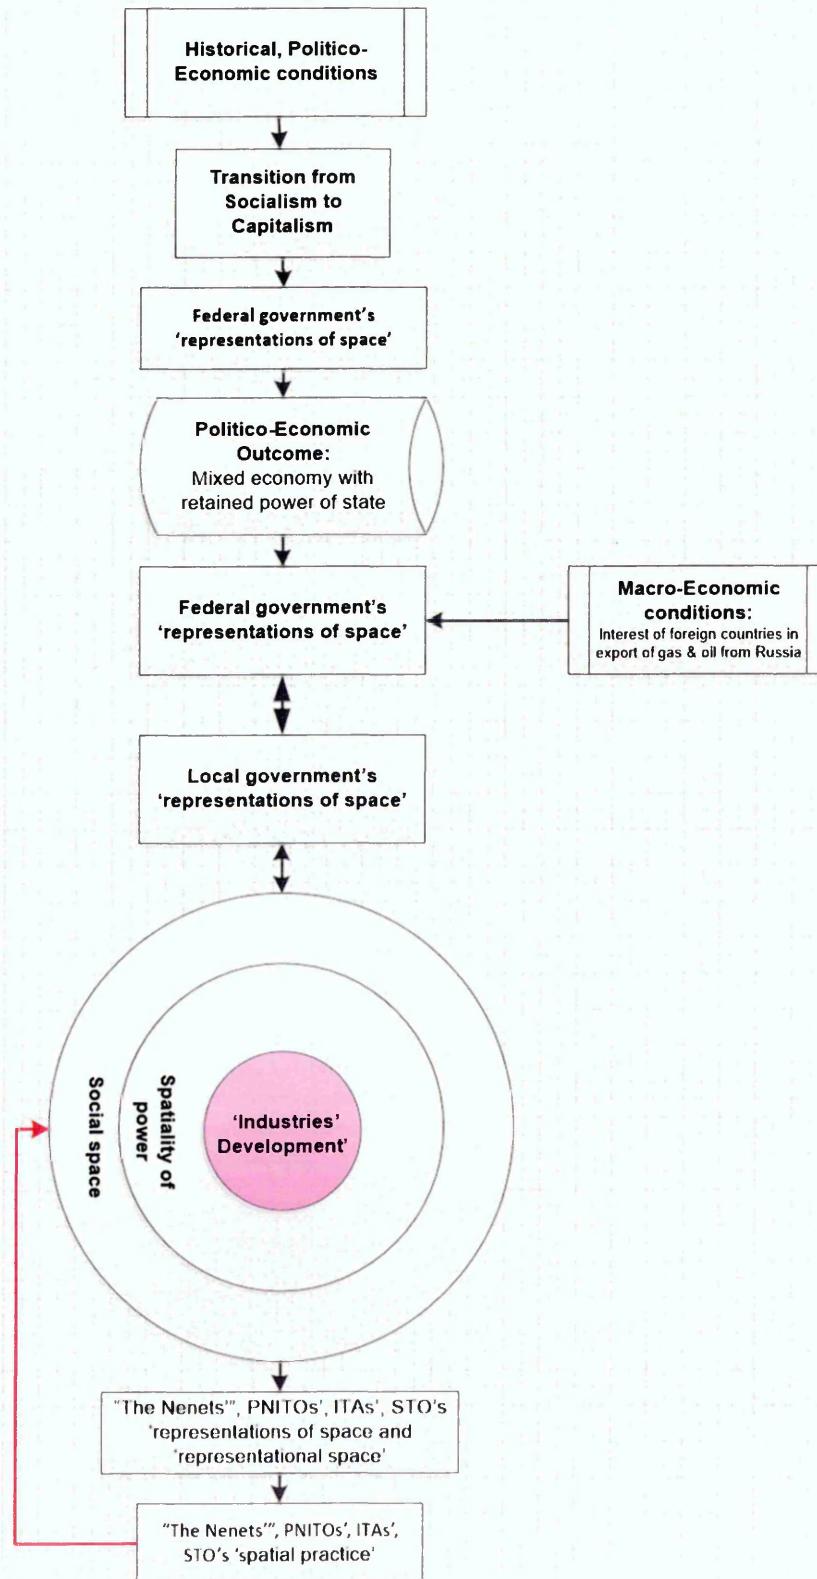 Historical, Politico-
Economic conditions
Transition from
Socialism to
Capitalism
Federal government's
'representations of space'
Politico-Economic
Outcome:
Mixed economy with
retained power of state
Federal government's
'representations of space'
Macro-Economic
conditions:
Interest of foreign countries in
export of gas & oil from Russia
Local government's
'representations of space'
Social space
Spatiality of
power
'Industries'
Development'
"The Nenets'", PNITOs', ITAs', STO's
'representations of space and
'representational space'
"The Nenets'", PNITOs', ITAs',
STO's 'spatial practice'